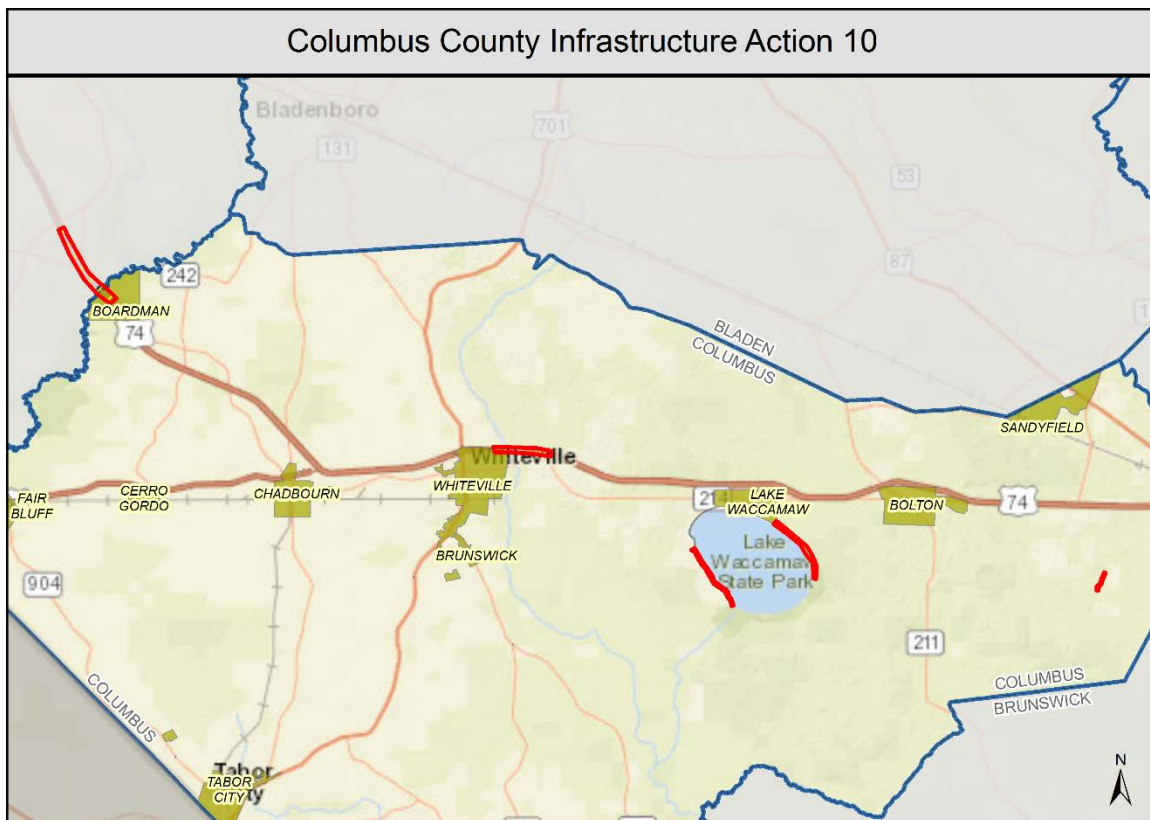 Columbus County Infrastructure Action 10
Bladenboro
701
131
53
87
242
BOARDMAN
74
BLADEN
COLUMBUS
SANDYFIELD
Whiteville
WHITEVILLE
CHADBOURN
CERRO
GORDO
FAIR
BLUFF
BRUNSWICK
214
LAKE
WACCAMAW
BOLTON
74
Lake
Waccamaw
State Park
904
211
COLUMBUS
COLUMBUS
BRUNSWICK
Tabor
City
TABOR
CITY
N